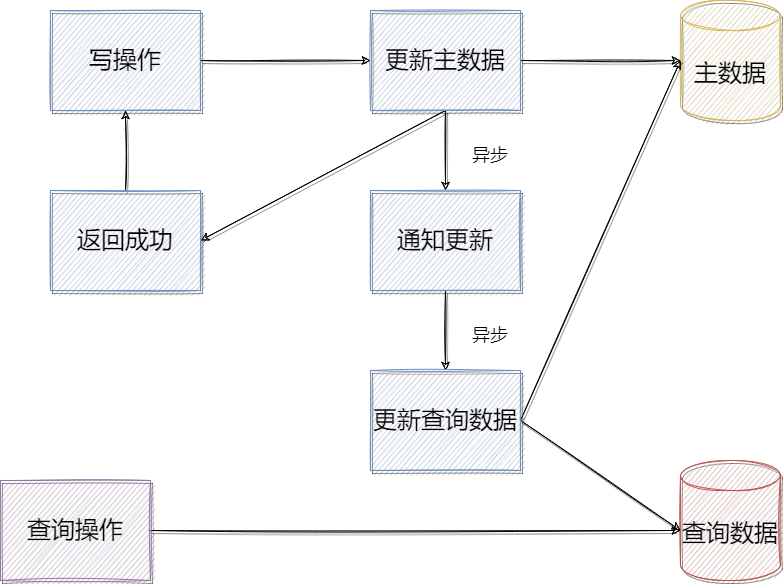 写操作
更新主数据
主数据
异步
返回成功
通知更新
异步
更新查询数据
查询操作
查询数据